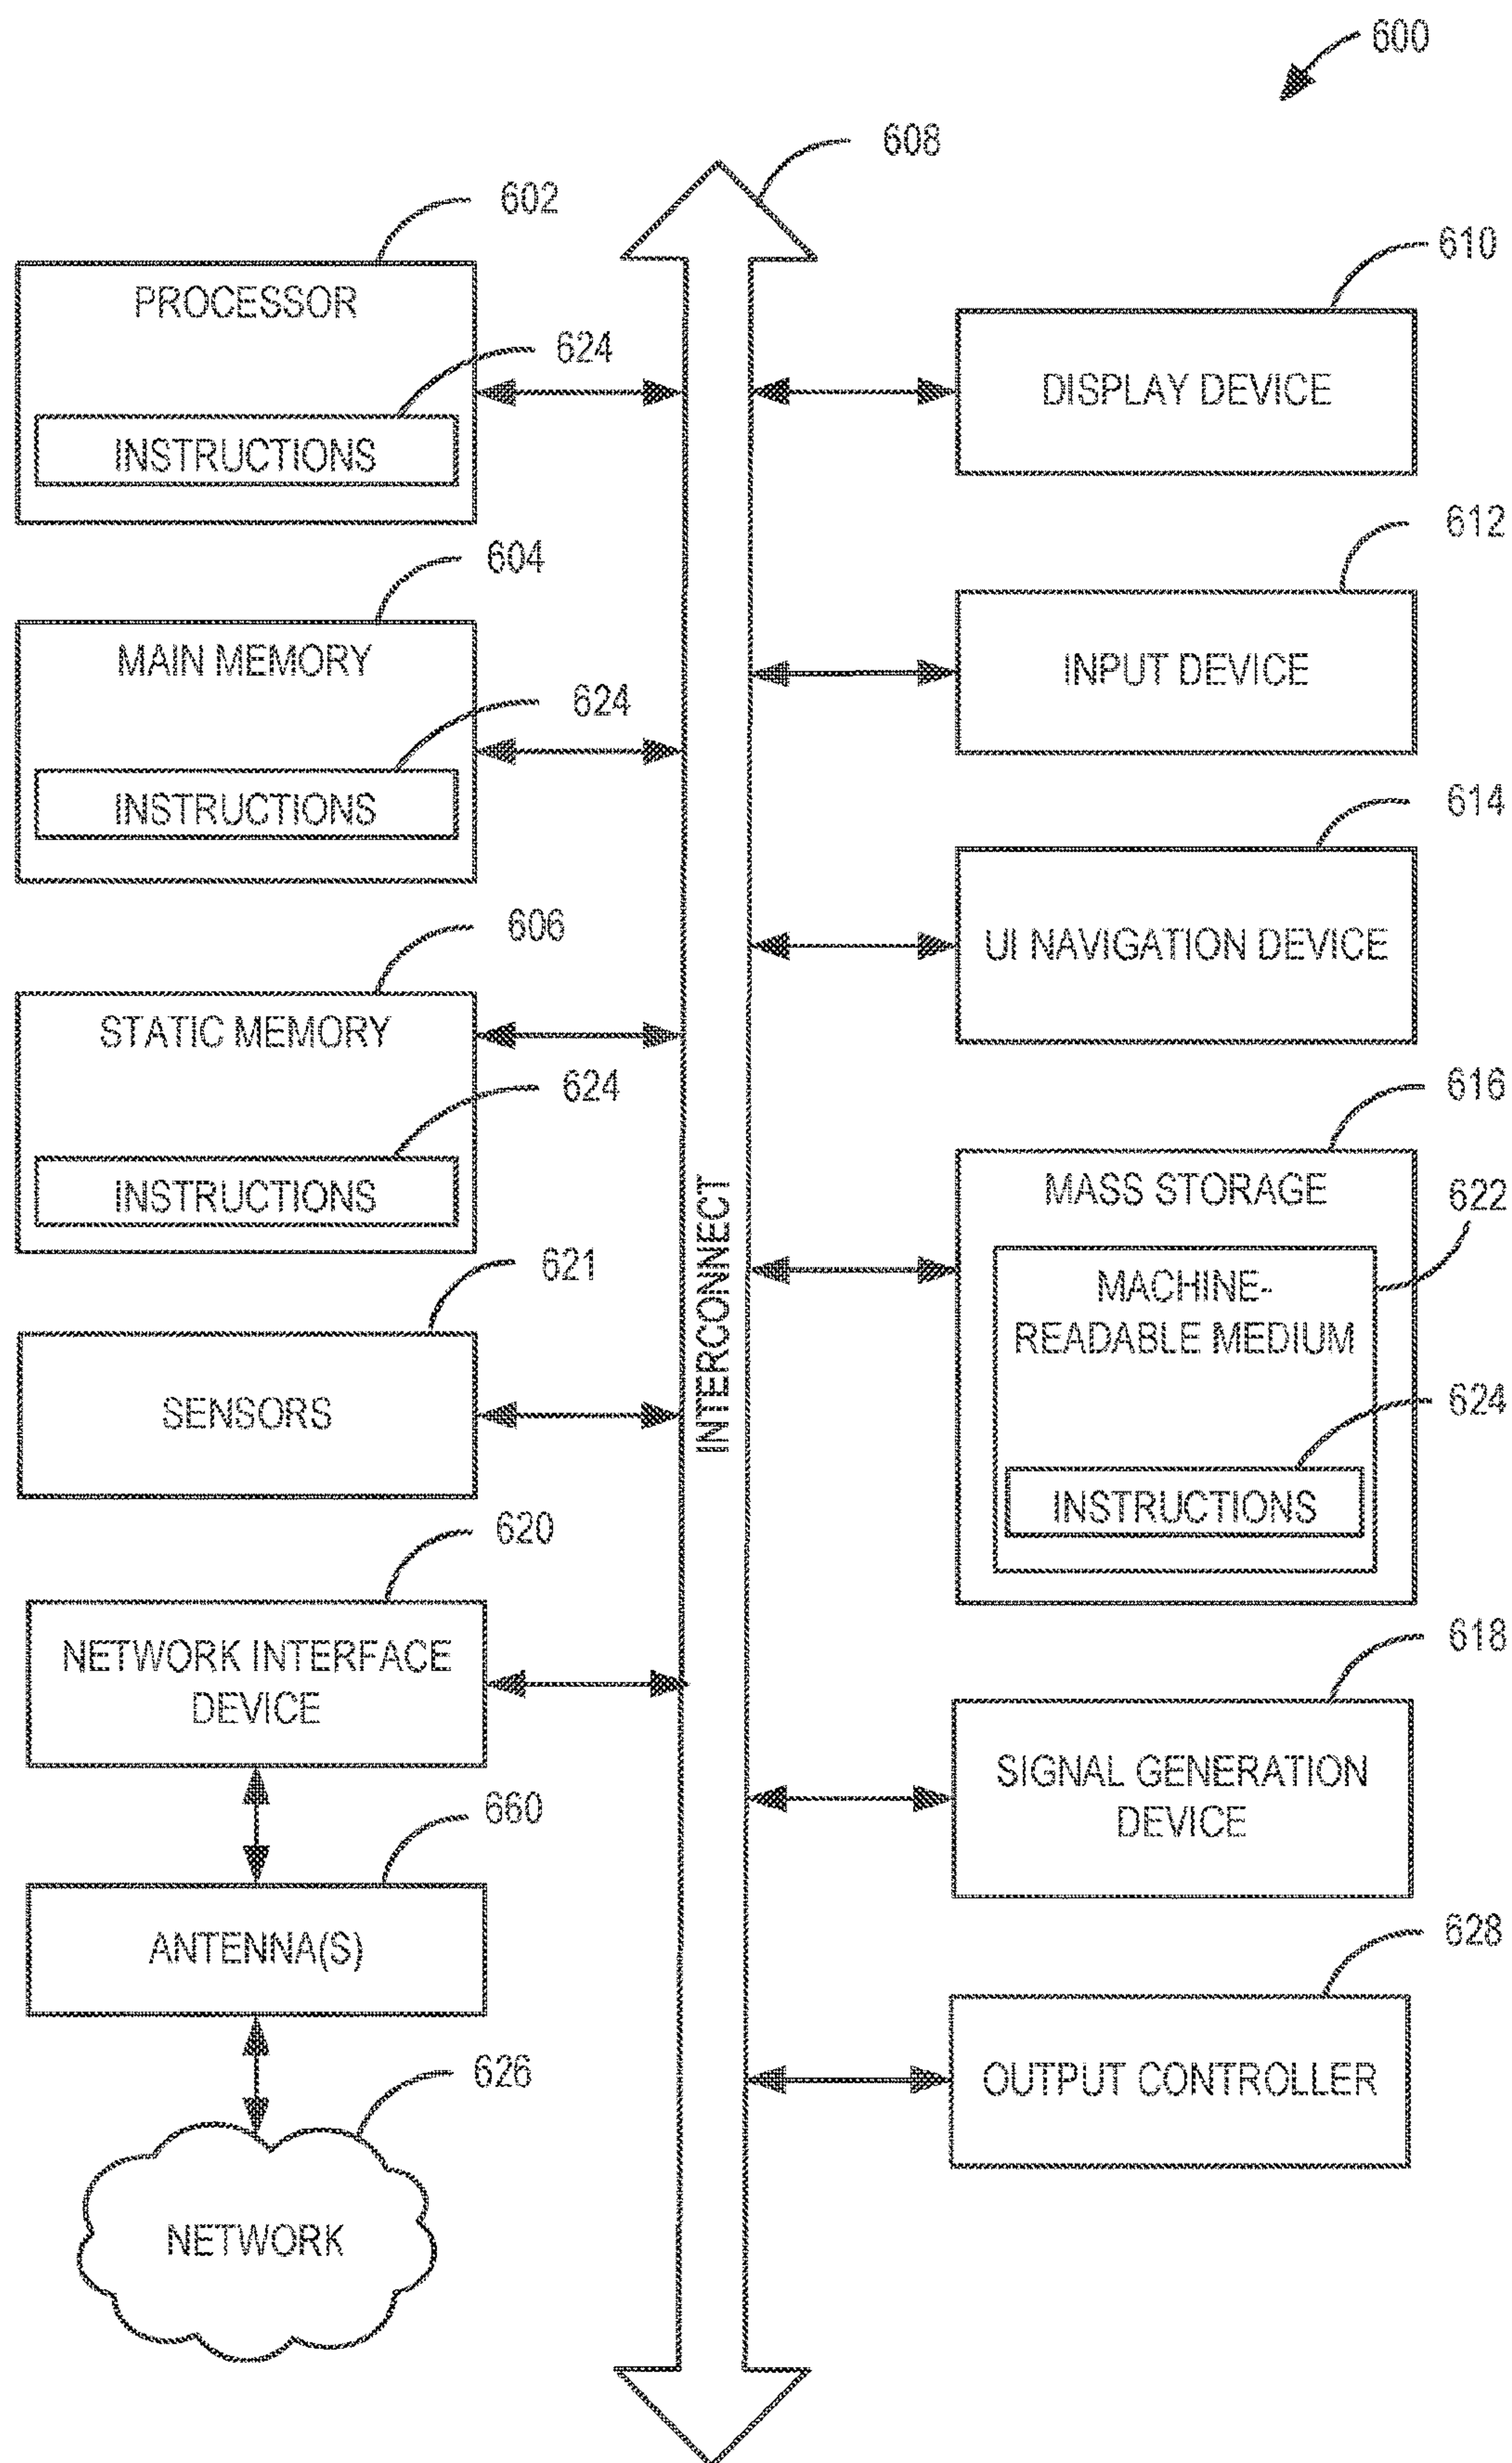 600
608
602
PROCESSOR
624
INSTRUCTIONS
604
MAIN MEMORY
624
INSTRUCTIONS
606
STATIC MEMORY
624
INSTRUCTIONS
621
SENSORS
620
NETWORK INTERFACE
DEVICE
660
ANTENNA(S)
626
NETWORK
INTERCONNECT
610
DISPLAY DEVICE
612
INPUT DEVICE
614
UI NAVIGATION DEVICE
616
MASS STORAGE
622
MACHINE-
READABLE MEDIUM
624
INSTRUCTIONS
618
SIGNAL GENERATION
DEVICE
628
OUTPUT CONTROLLER